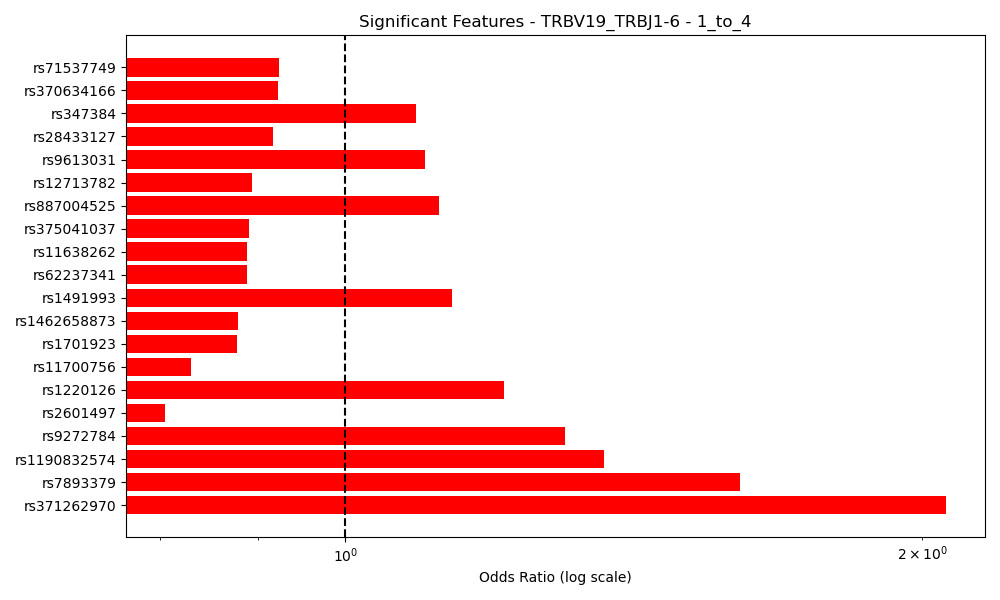 Significant Features - TRBV19_TRBJ1-6 - 1_to_4
rs71537749
rs370634166
rs347384
rs28433127
rs9613031
rs12713782
rs887004525
rs375041037
rs11638262
rs62237341
rs1491993
rs1462658873
rs1701923
rs11700756
rs1220126
rs2601497
rs9272784
rs1190832574
rs7893379
rs371262970
10⁰ 2 × 10⁰
Odds Ratio (log scale)